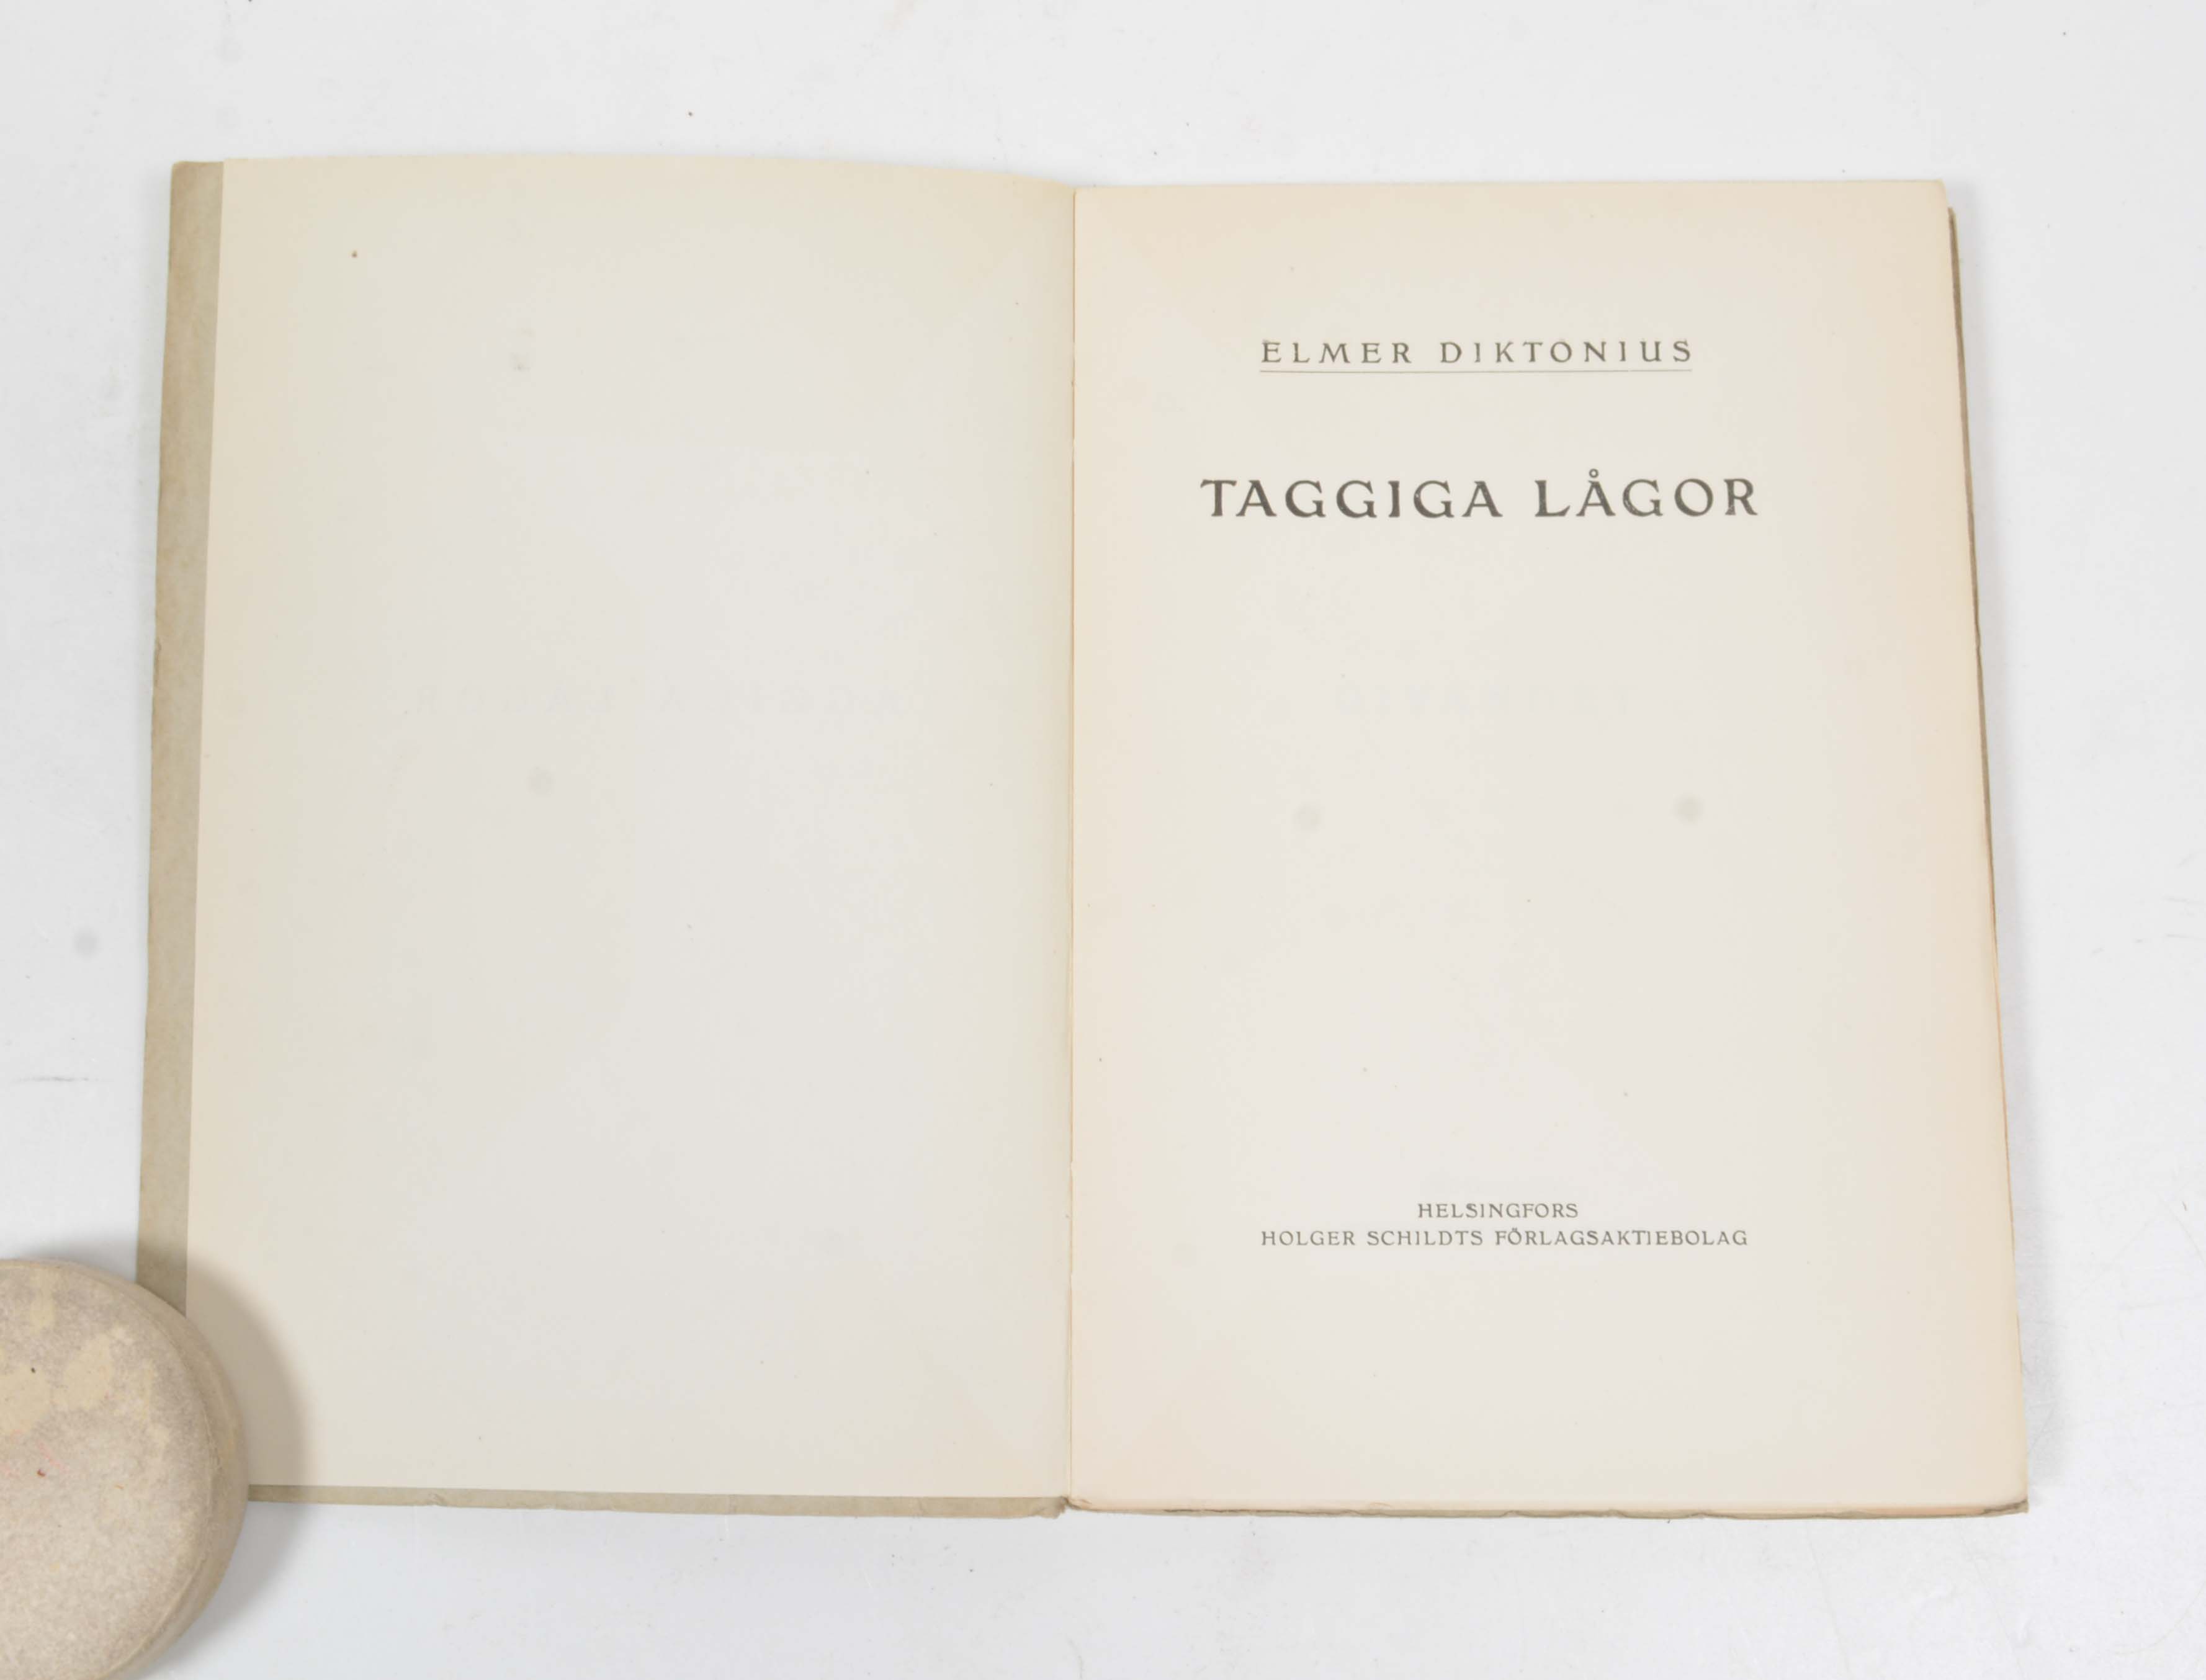 ELMER DIKTONIUS
TAGGIGA LÅGOR
HELSINGFORS
HOLGER SCHILDTS FÖRLAGSAKTIEBOLAG